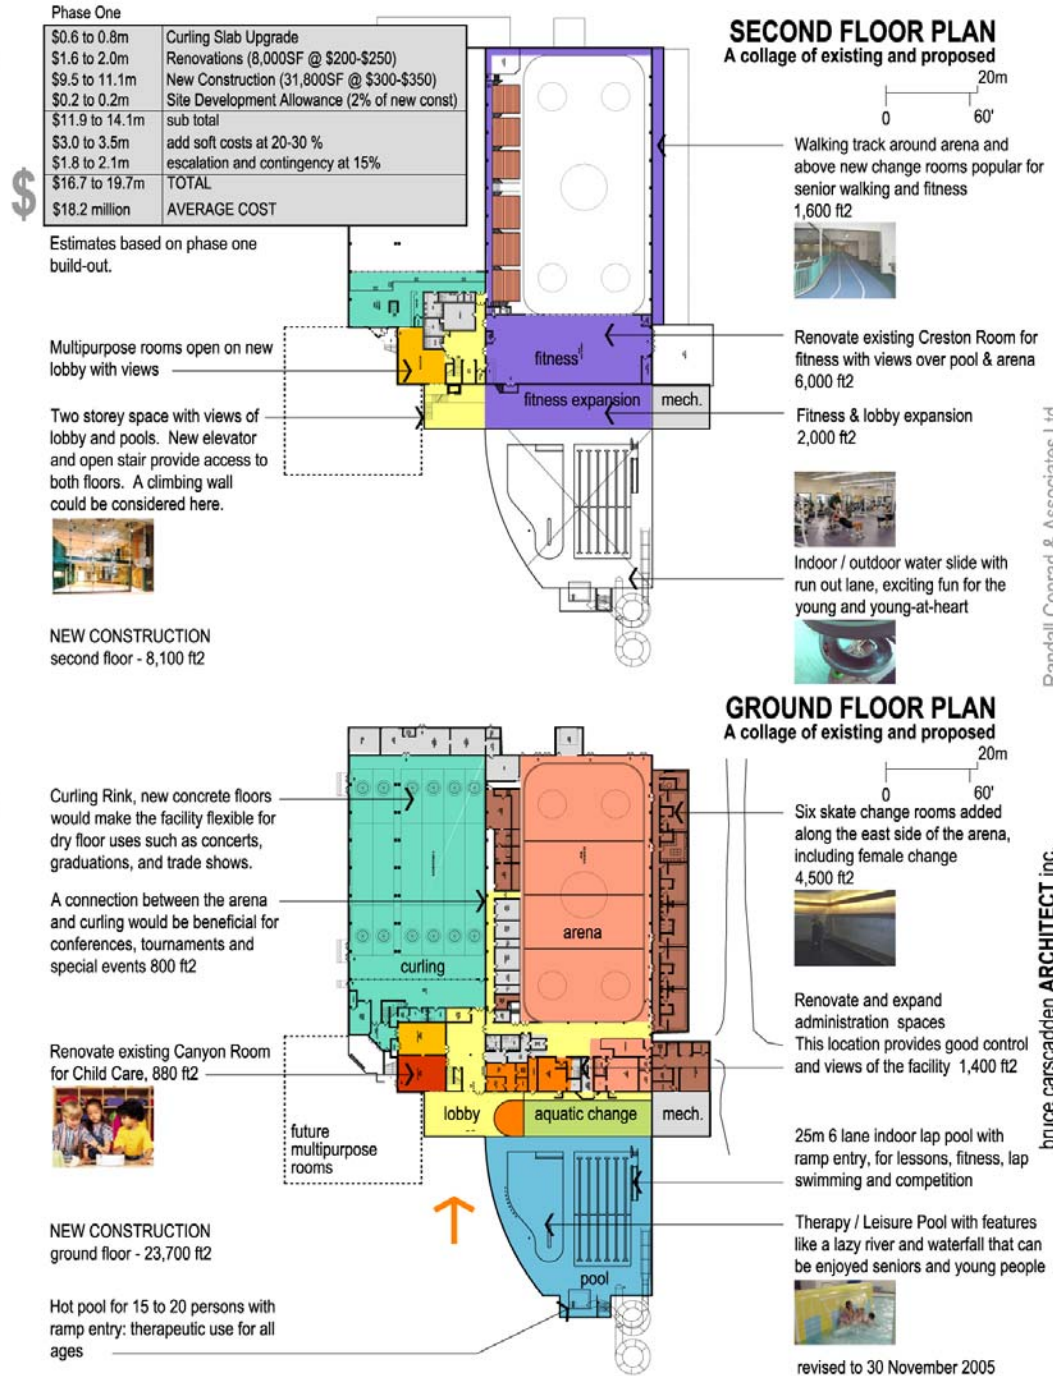 Phase One
$0.6 to 0.8m Curling Slab Upgrade
$1.6 to 2.0m Renovations (8,000SF @ $200-$250)
$9.5 to 11.1m New Construction (31,800SF @ $300-$350)
$0.2 to 0.2m Site Development Allowance (2% of new const)
$11.9 to 14.1m sub total
$3.0 to 3.5m add soft costs at 20-30 %
$1.8 to 2.1m escalation and contingency at 15%
$
$16.7 to 19.7m TOTAL
$18.2 million AVERAGE COST
Estimates based on phase one
build-out.
Multipurpose rooms open on new
lobby with views
Two storey space with views of
lobby and pools. New elevator
and open stair provide access to
both floors. A climbing wall
could be considered here.
NEW CONSTRUCTION
second floor - 8,100 ft2
fitness
fitness expansion
mech.
SECOND FLOOR PLAN
A collage of existing and proposed
20m
0 60'
Walking track around arena and
above new change rooms popular for
senior walking and fitness
1,600 ft2
Renovate existing Creston Room for
fitness with views over pool & arena
6,000 ft2
Fitness & lobby expansion
2,000 ft2
Indoor / outdoor water slide with
run out lane, exciting fun for the
young and young-at-heart
Randall Conrad & Associates Ltd
GROUND FLOOR PLAN
A collage of existing and proposed
20m
0 60'
Curling Rink, new concrete floors
would make the facility flexible for
dry floor uses such as concerts,
graduations, and trade shows.
A connection between the arena
and curling would be beneficial for
conferences, tournaments and
special events 800 ft2
Renovate existing Canyon Room
for Child Care, 880 ft2
NEW CONSTRUCTION
ground floor - 23,700 ft2
Hot pool for 15 to 20 persons with
ramp entry: therapeutic use for all
ages
curling
arena
lobby
aquatic change
mech.
future
multipurpose
rooms
pool
Six skate change rooms added
along the east side of the arena,
including female change
4,500 ft2
Renovate and expand
administration spaces
This location provides good control
and views of the facility 1,400 ft2
25m 6 lane indoor lap pool with
ramp entry, for lessons, fitness, lap
swimming and competition
Therapy / Leisure Pool with features
like a lazy river and waterfall that can
be enjoyed seniors and young people
bruce carscadden ARCHITECT inc
revised to 30 November 2005